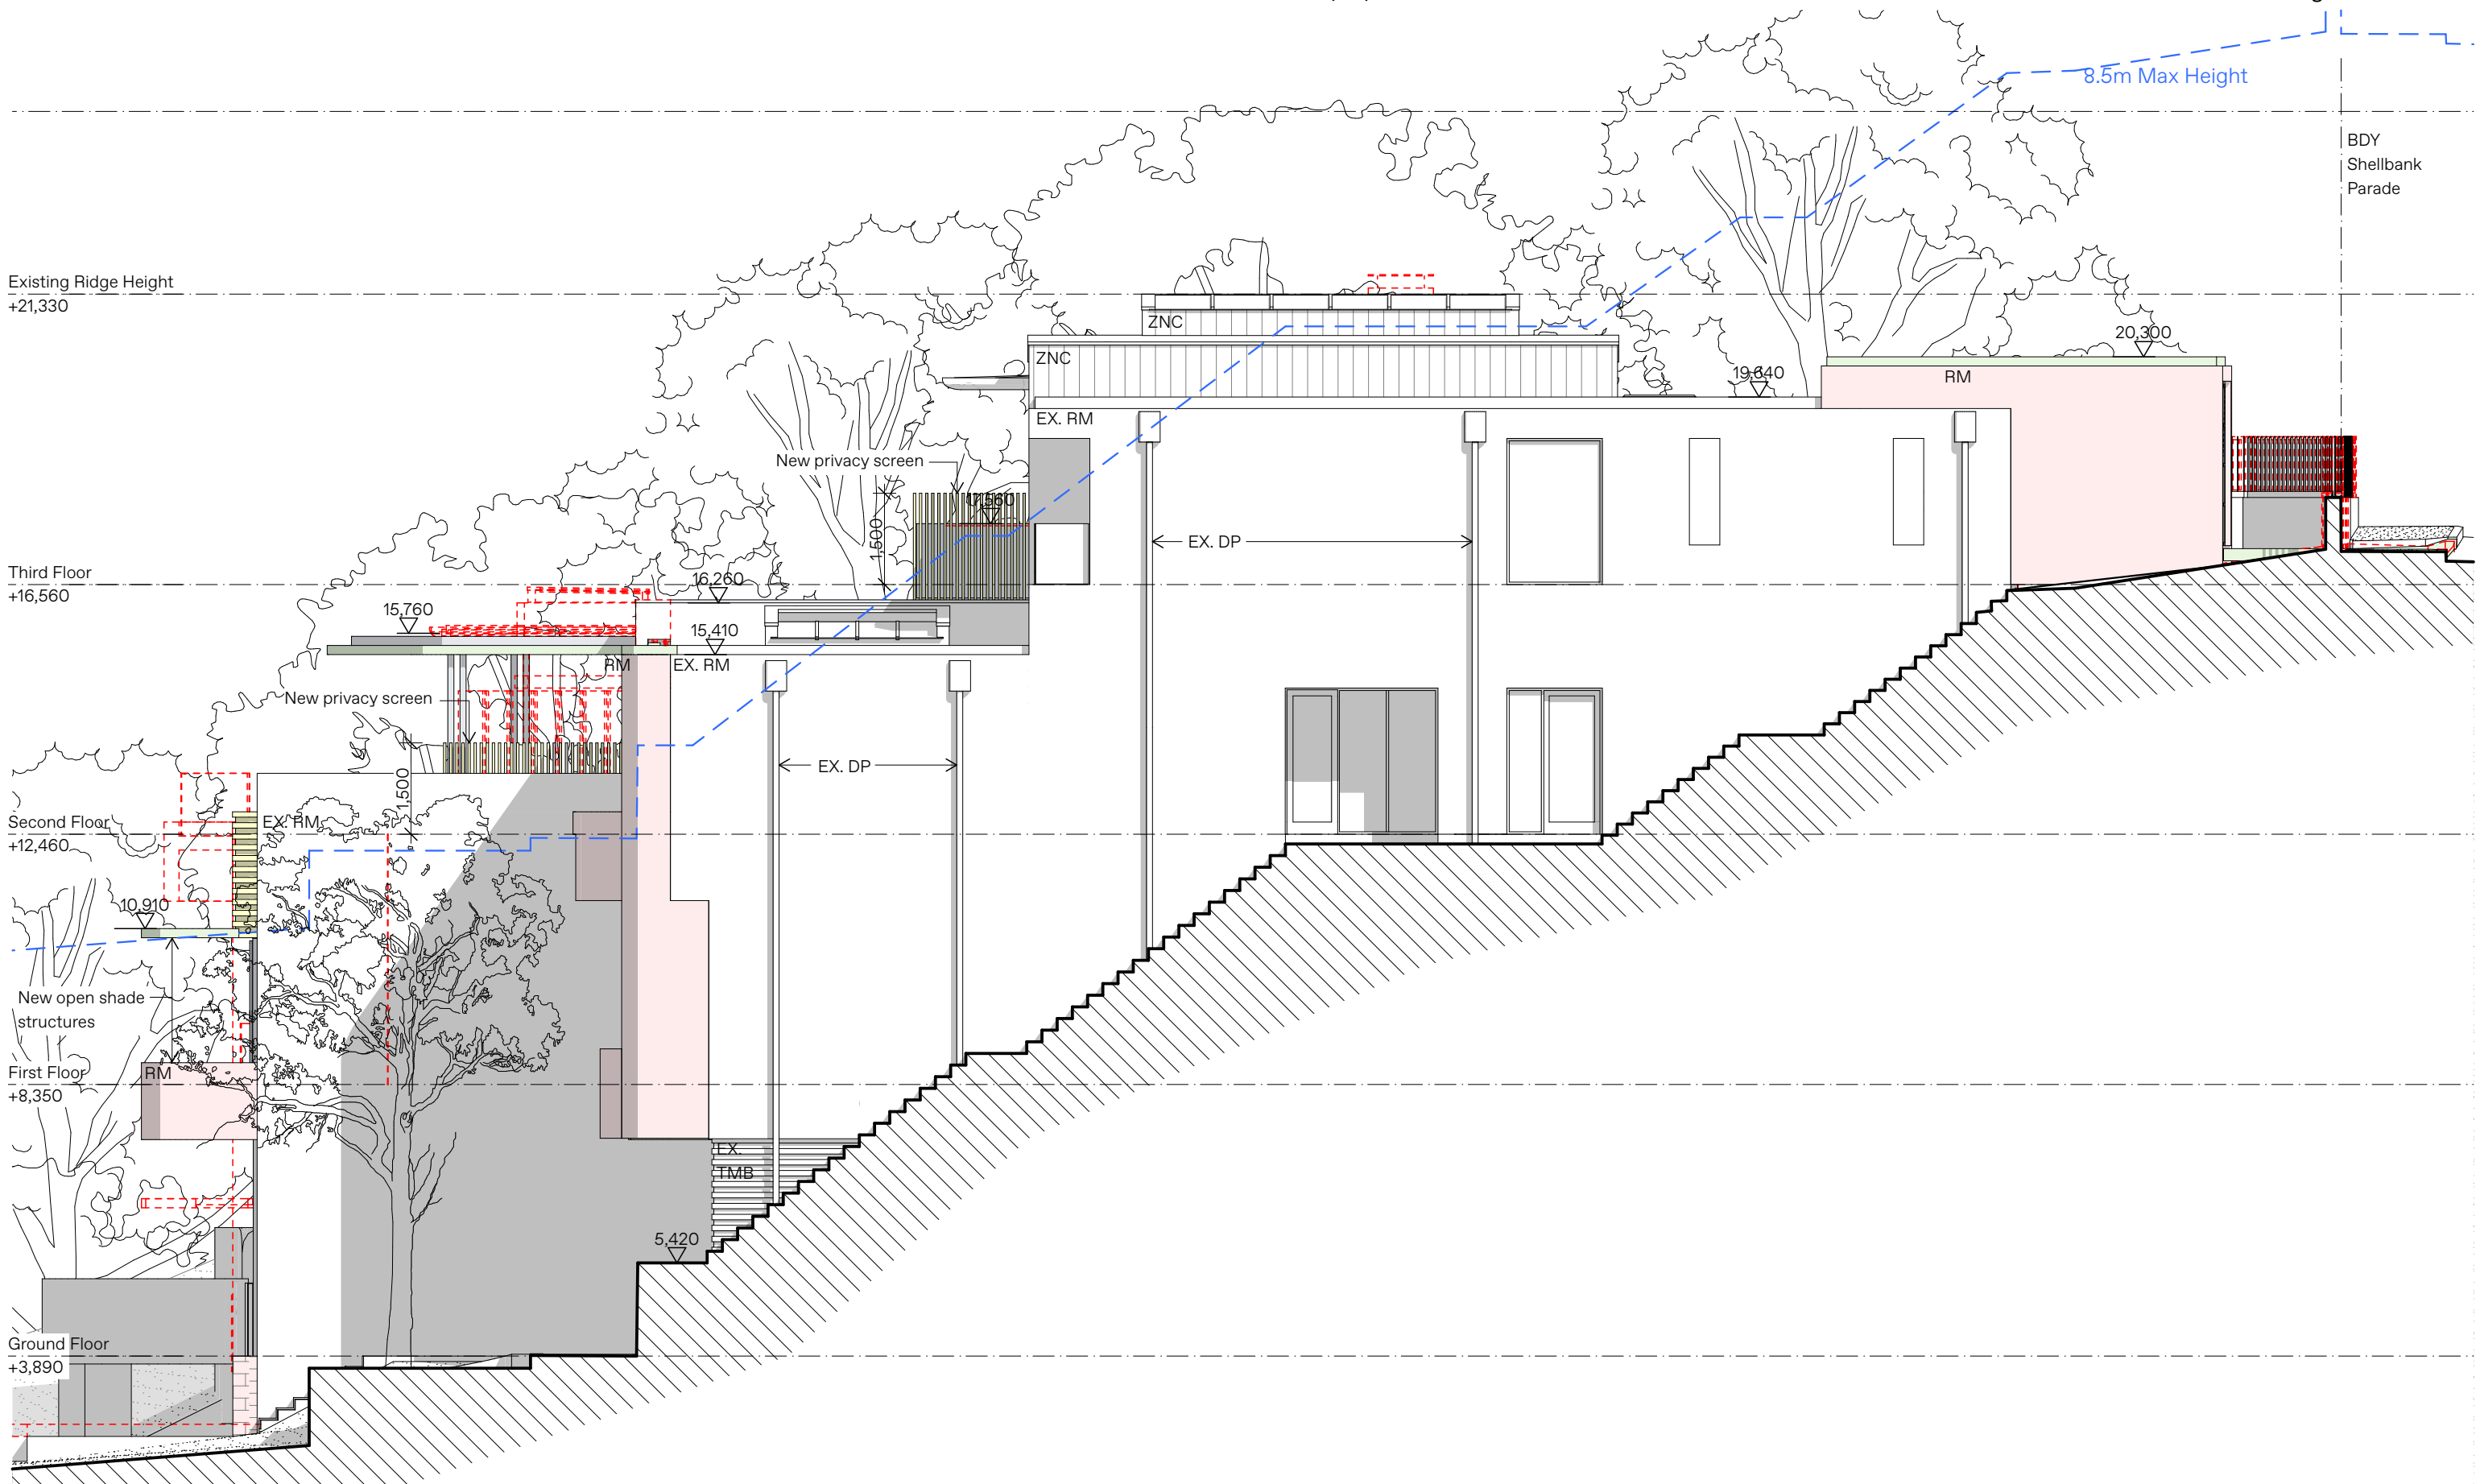 8.5m Max Height
BDY
Shellbank
Parade
Existing Ridge Height
+21,330
ZNC
20,300
ZNC
19,640
RM
EX. RM
New privacy screen
17,560
1,500
EX. DP
Third Floor
+16,560
16,260
15,760
15,410
RM
EX. RM
New privacy screen
EX. DP
1,500
Second Floor
+12,460
EX. RM
10,910
New open shade
structures
First Floor
+8,350
RM
EX.
TMB
5,420
Ground Floor
+3,890